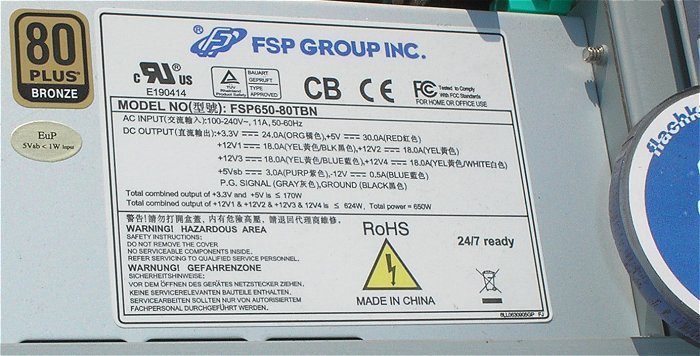 80
PLUS
BRONZE
EuP
5Vsb < 1W Input
® FSP GROUP INC.
c RU US
E190414
TÜV
BAUART
GEPRÜFT
TYPE
APPROVED
CB CE
FC Tested to Comply
With FCC Standards
FOR HOME OR OFFICE USE
MODEL NO(型號): FSP650-80TBN
AC INPUT(交流輸入):100-240V~, 11A, 50-60Hz
DC OUTPUT(直流輸出):+3.3V ⎓ 24.0A(ORG橘色),+5V ⎓ 30.0A(RED紅色)
+12V1 ⎓ 18.0A(YEL黃色/BLK黑色),+12V2 ⎓ 18.0A(YEL黃色)
+12V3 ⎓ 18.0A(YEL黃色/BLUE藍色),+12V4 ⎓ 18.0A(YEL黃色/WHITE白色)
+5Vsb ⎓ 3.0A(PURP紫色),-12V ⎓ 0.5A(BLUE藍色)
P.G. SIGNAL (GRAY灰色),GROUND (BLACK黑色)
Total combined output of +3.3V and +5V is ≤ 170W
Total combined output of +12V1 & +12V2 & +12V3 & 12V4 is ≤ 624W, Total power = 650W
警告!請勿打開盒蓋, 內有危險高壓, 請退回代理商維修.
WARNING! HAZARDOUS AREA
SAFETY INSTRUCTIONS:
DO NOT REMOVE THE COVER
NO SERVICEABLE COMPONENTS INSIDE.
REFER SERVICING TO QUALIFIED SERVICE PERSONNEL.
WARNUNG! GEFAHRENZONE
SICHERHEITSHINWEISE:
VOR DEM ÖFFNEN DES GERÄTES NETZSTECKER ZIEHEN.
KEINE SERVICERELEVANTEN BAUTEILE ENTHALTEN.
SERVICEARBEITEN SOLLTEN NUR VON AUTORISIERTEM
FACHPERSONAL DURCHGEFÜHRT WERDEN.
RoHS
MADE IN CHINA
24/7 ready